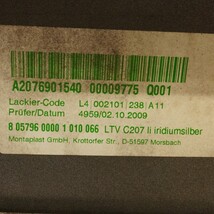 A2076901540 00009775 Q001
Lackier-Code L4 002101 238 A11
Prüfer/Datum 4959/02.10.2009
8 05796 0000 1 010 066 LTV C207 li iridiumsilber
Montaplast GmbH, Krottorfer Str., D-51597 Morsbach